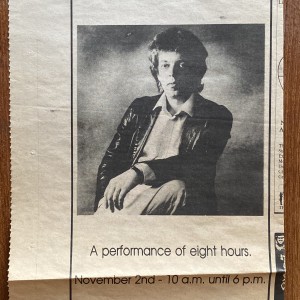 A performance of eight hours.
November 2nd - 10 a.m. until 6 p.m.